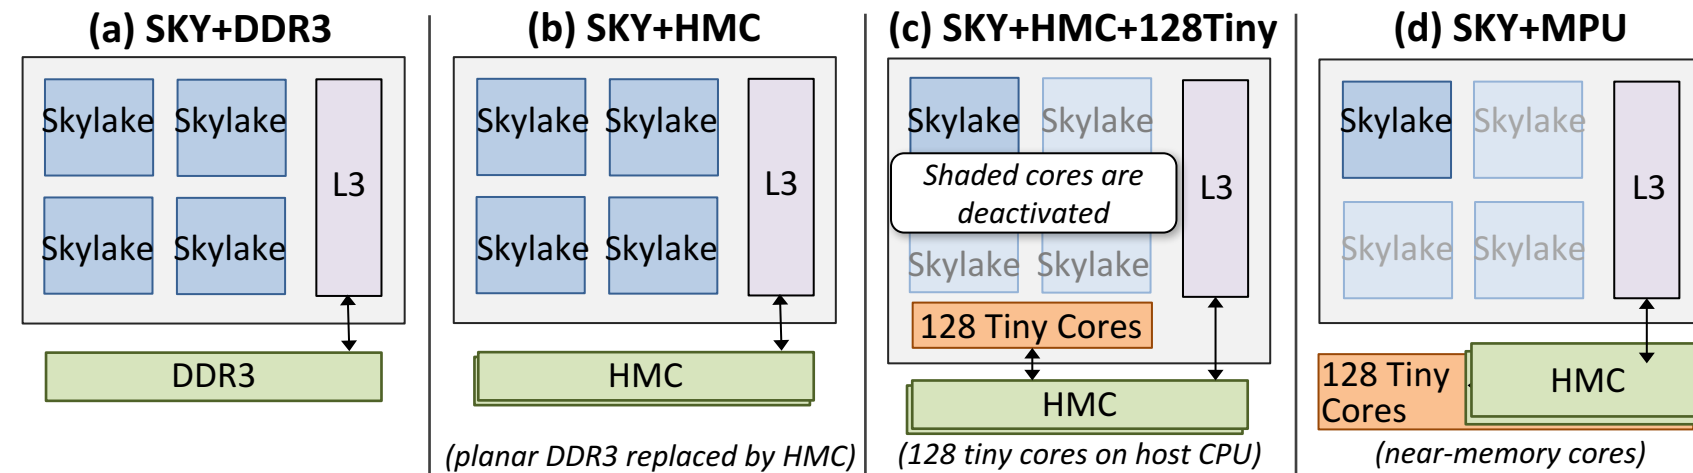 (a) SKY+DDR3
Skylake Skylake
L3
Skylake Skylake
DDR3
(b) SKY+HMC
Skylake Skylake
L3
Skylake Skylake
HMC
(planar DDR3 replaced by HMC)
(c) SKY+HMC+128Tiny
Skylake Skylake
Shaded cores are
deactivated
L3
Skylake Skylake
128 Tiny Cores
HMC
(128 tiny cores on host CPU)
(d) SKY+MPU
Skylake Skylake
L3
Skylake Skylake
128 Tiny
Cores
HMC
(near-memory cores)